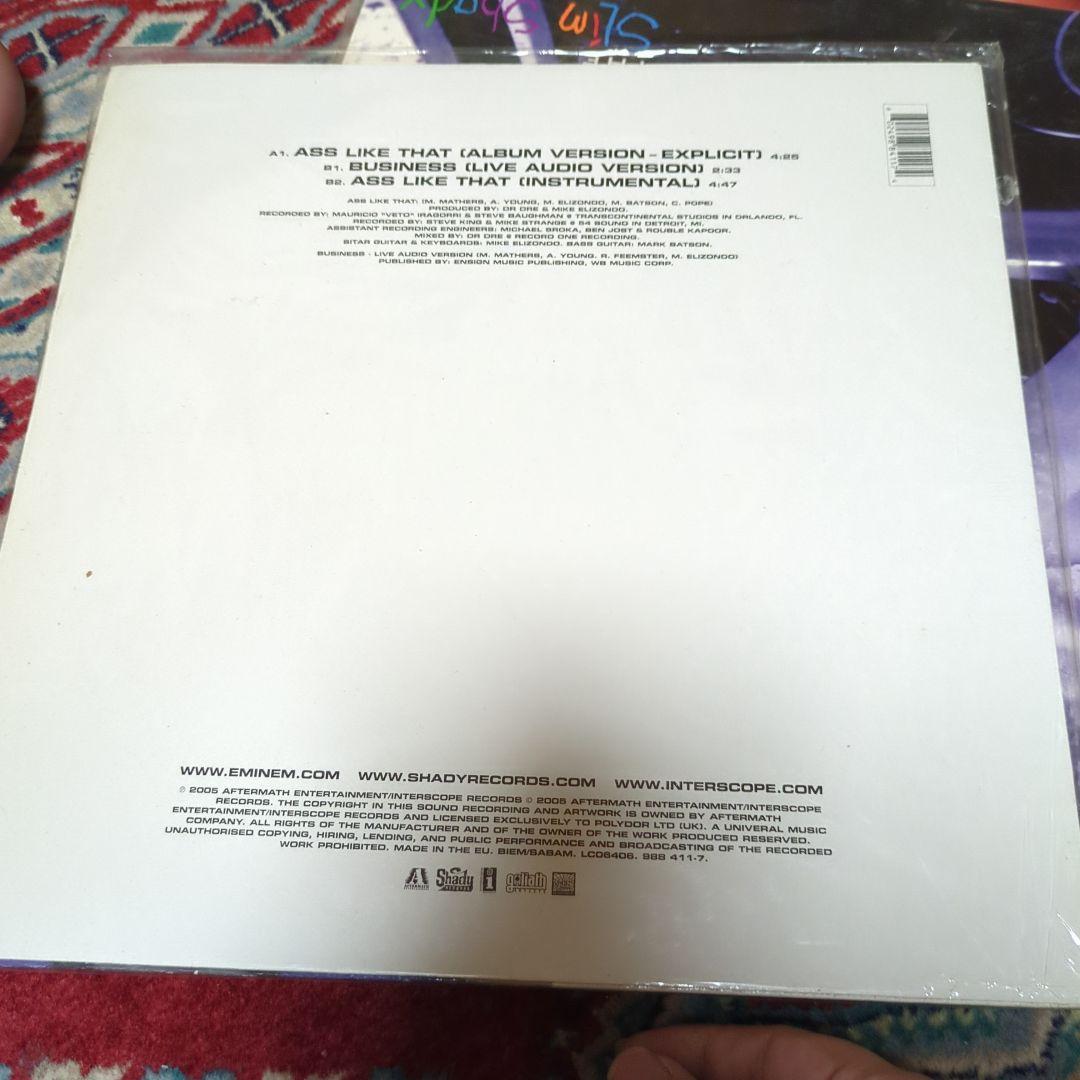 Slim Shady
A1. ASS LIKE THAT (ALBUM VERSION - EXPLICIT) 4:25
B1. BUSINESS (LIVE AUDIO VERSION) 2:33
B2. ASS LIKE THAT (INSTRUMENTAL) 4:47
ASS LIKE THAT: (M. MATHERS, A. YOUNG, M. ELIZONDO, M. BATSON, C. POPE)
PRODUCED BY: DR DRE & MIKE ELIZONDO.
RECORDED BY: MAURICIO "VETO" IRAGORRI & STEVE BAUGHMAN @ TRANSCONTINENTAL STUDIOS IN ORLANDO, FL.
RECORDED BY: STEVE KING & MIKE STRANGE @ 54 SOUND IN DETROIT, MI.
ASSISTANT RECORDING ENGINEERS: MICHAEL SROKA, BEN JOST & ROUBLE KAPOOR.
MIXED BY: DR DRE @ RECORD ONE RECORDING.
SITAR GUITAR & KEYBOARDS: MIKE ELIZONDO. BASS GUITAR: MARK BATSON.
BUSINESS - LIVE AUDIO VERSION (M. MATHERS, A. YOUNG. R. FEEMSTER, M. ELIZONDO)
PUBLISHED BY: ENSIGN MUSIC PUBLISHING, WB MUSIC CORP.
WWW.EMINEM.COM WWW.SHADYRECORDS.COM WWW.INTERSCOPE.COM
℗ 2005 AFTERMATH ENTERTAINMENT/INTERSCOPE RECORDS © 2005 AFTERMATH ENTERTAINMENT/INTERSCOPE
RECORDS. THE COPYRIGHT IN THIS SOUND RECORDING AND ARTWORK IS OWNED BY AFTERMATH
ENTERTAINMENT/INTERSCOPE RECORDS AND LICENSED EXCLUSIVELY TO POLYDOR LTD (UK). A UNIVERAL MUSIC
COMPANY. ALL RIGHTS OF THE MANUFACTURER AND OF THE OWNER OF THE WORK PRODUCED RESERVED.
UNAUTHORISED COPYING, HIRING, LENDING, AND PUBLIC PERFORMANCE AND BROADCASTING OF THE RECORDED
WORK PROHIBITED. MADE IN THE EU. BIEM/SABAM. LC06406. 988 411-7.
AFTERMATH Shady RECORDS i goliath